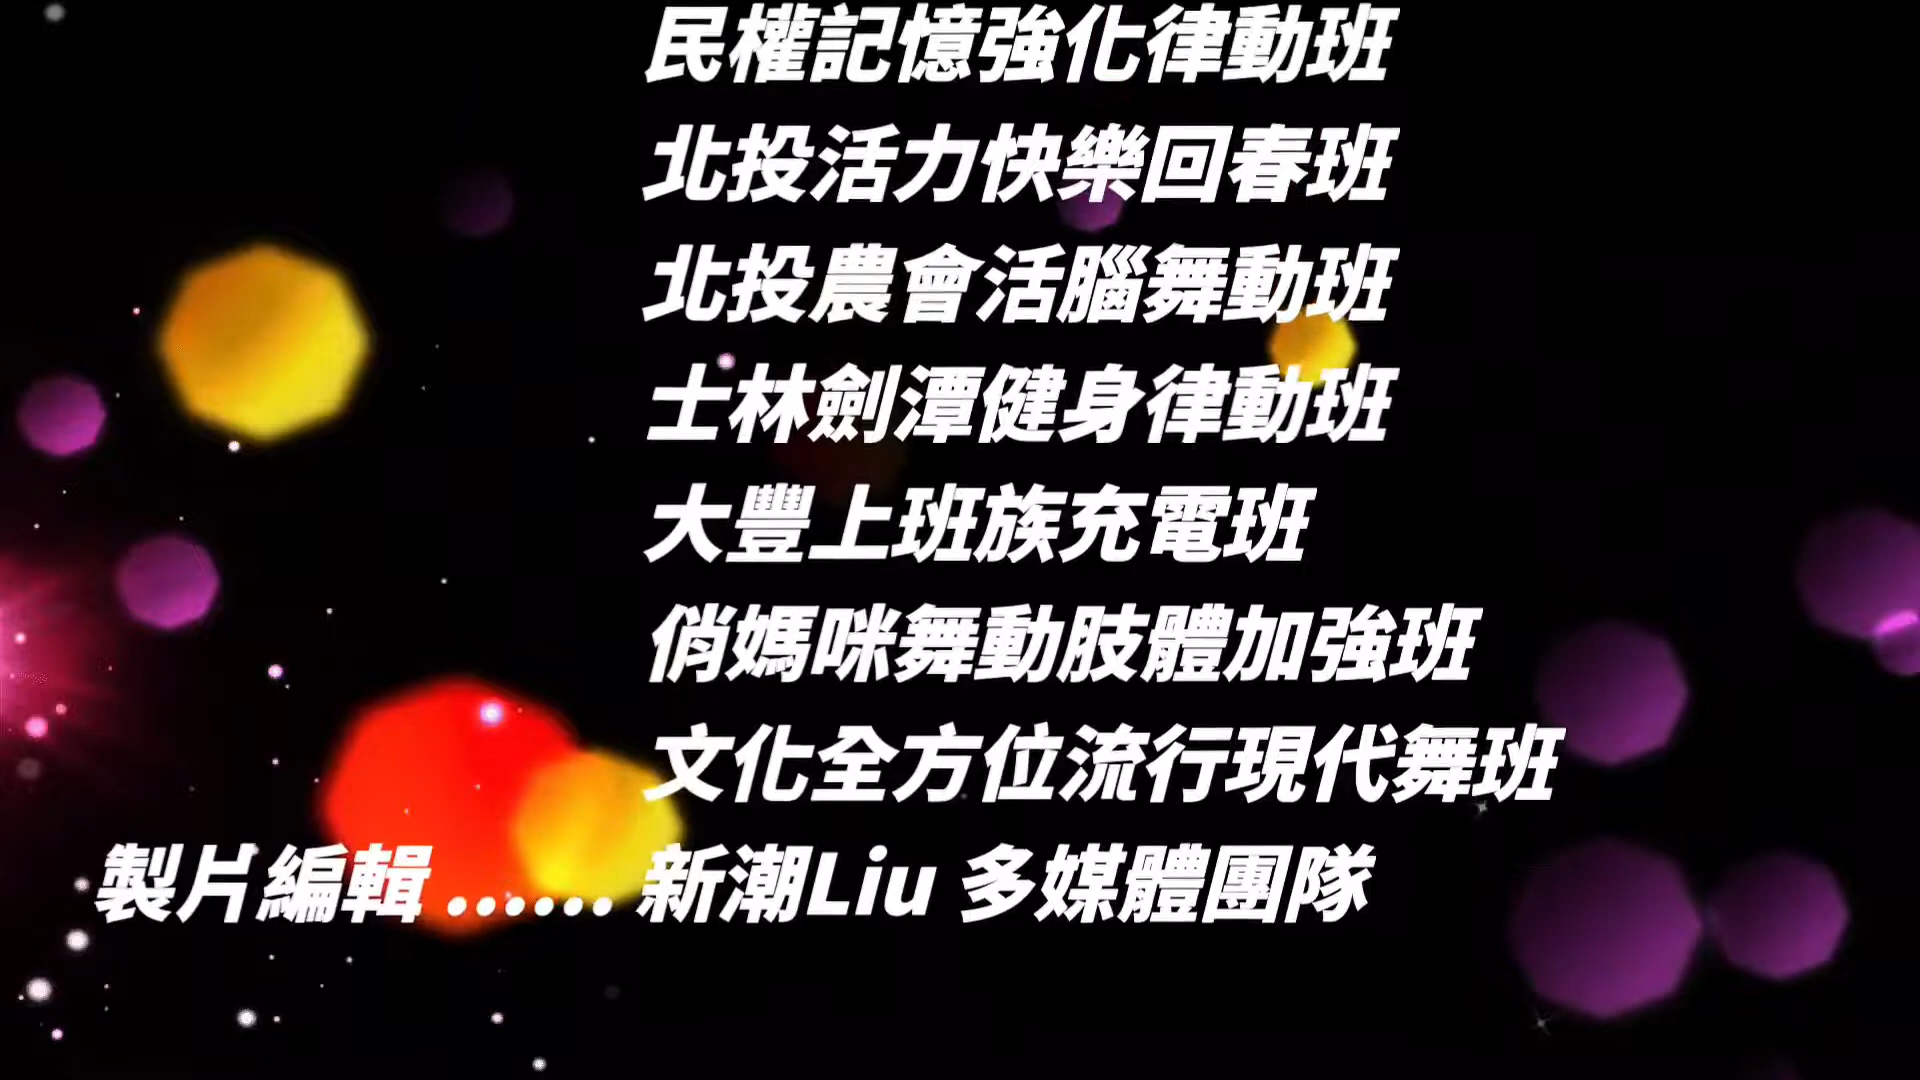 民權記憶強化律動班
北投活力快樂回春班
北投農會活腦舞動班
士林劍潭健身律動班
大豐上班族充電班
俏媽咪舞動肢體加強班
文化全方位流行現代舞班
製片編輯 ...... 新潮Liu 多媒體團隊